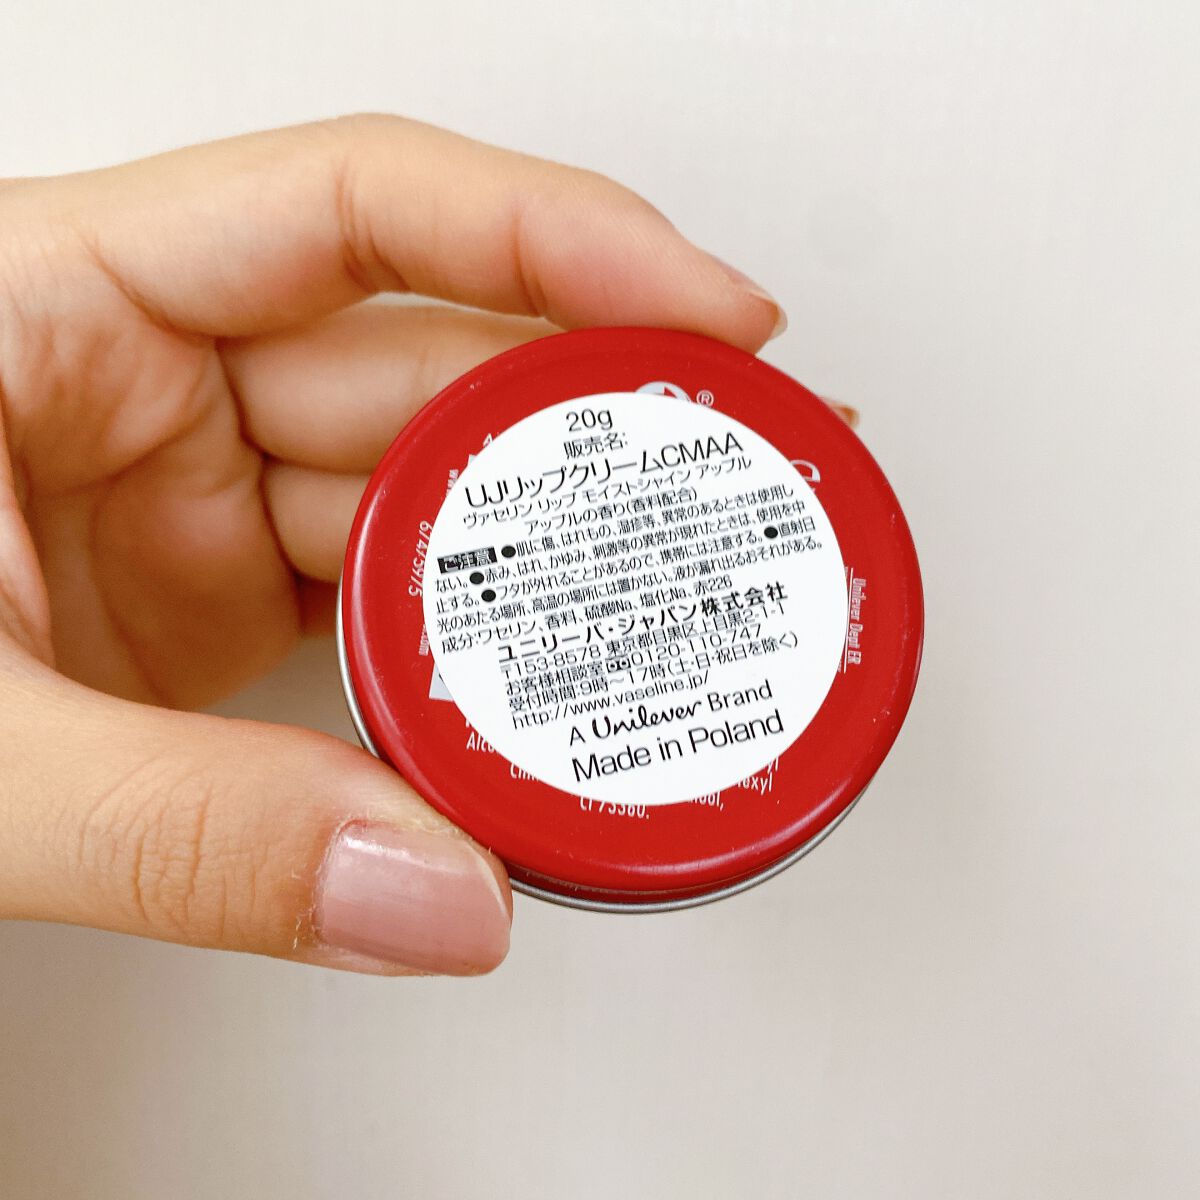 20g
販売名:
UJリップクリームCMAA
ヴァセリン リップ モイストシャイン アップル
アップルの香り(香料配合)
ご注意 ●肌に傷、はれもの、湿疹等、異常のあるときは使用し
ない。●赤み、はれ、かゆみ、刺激等の異常が現れたときは、使用を中
止する。●フタが外れることがあるので、携帯には注意する。●直射日
光のあたる場所、高温の場所には置かない。液が漏れ出るおそれがある。
成分:ワセリン、香料、硫酸Na、塩化Na、赤226
ユニリーバ・ジャパン株式会社
〒153-8578 東京都目黒区上目黒2-1-1
お客様相談室 0120-110-747
受付時間:9時〜17時(土・日・祝日を除く)
http://www.vaseline.jp/
A Unilever Brand
Made in Poland
®
67475975
Unilever Dept ER
CI 73360.